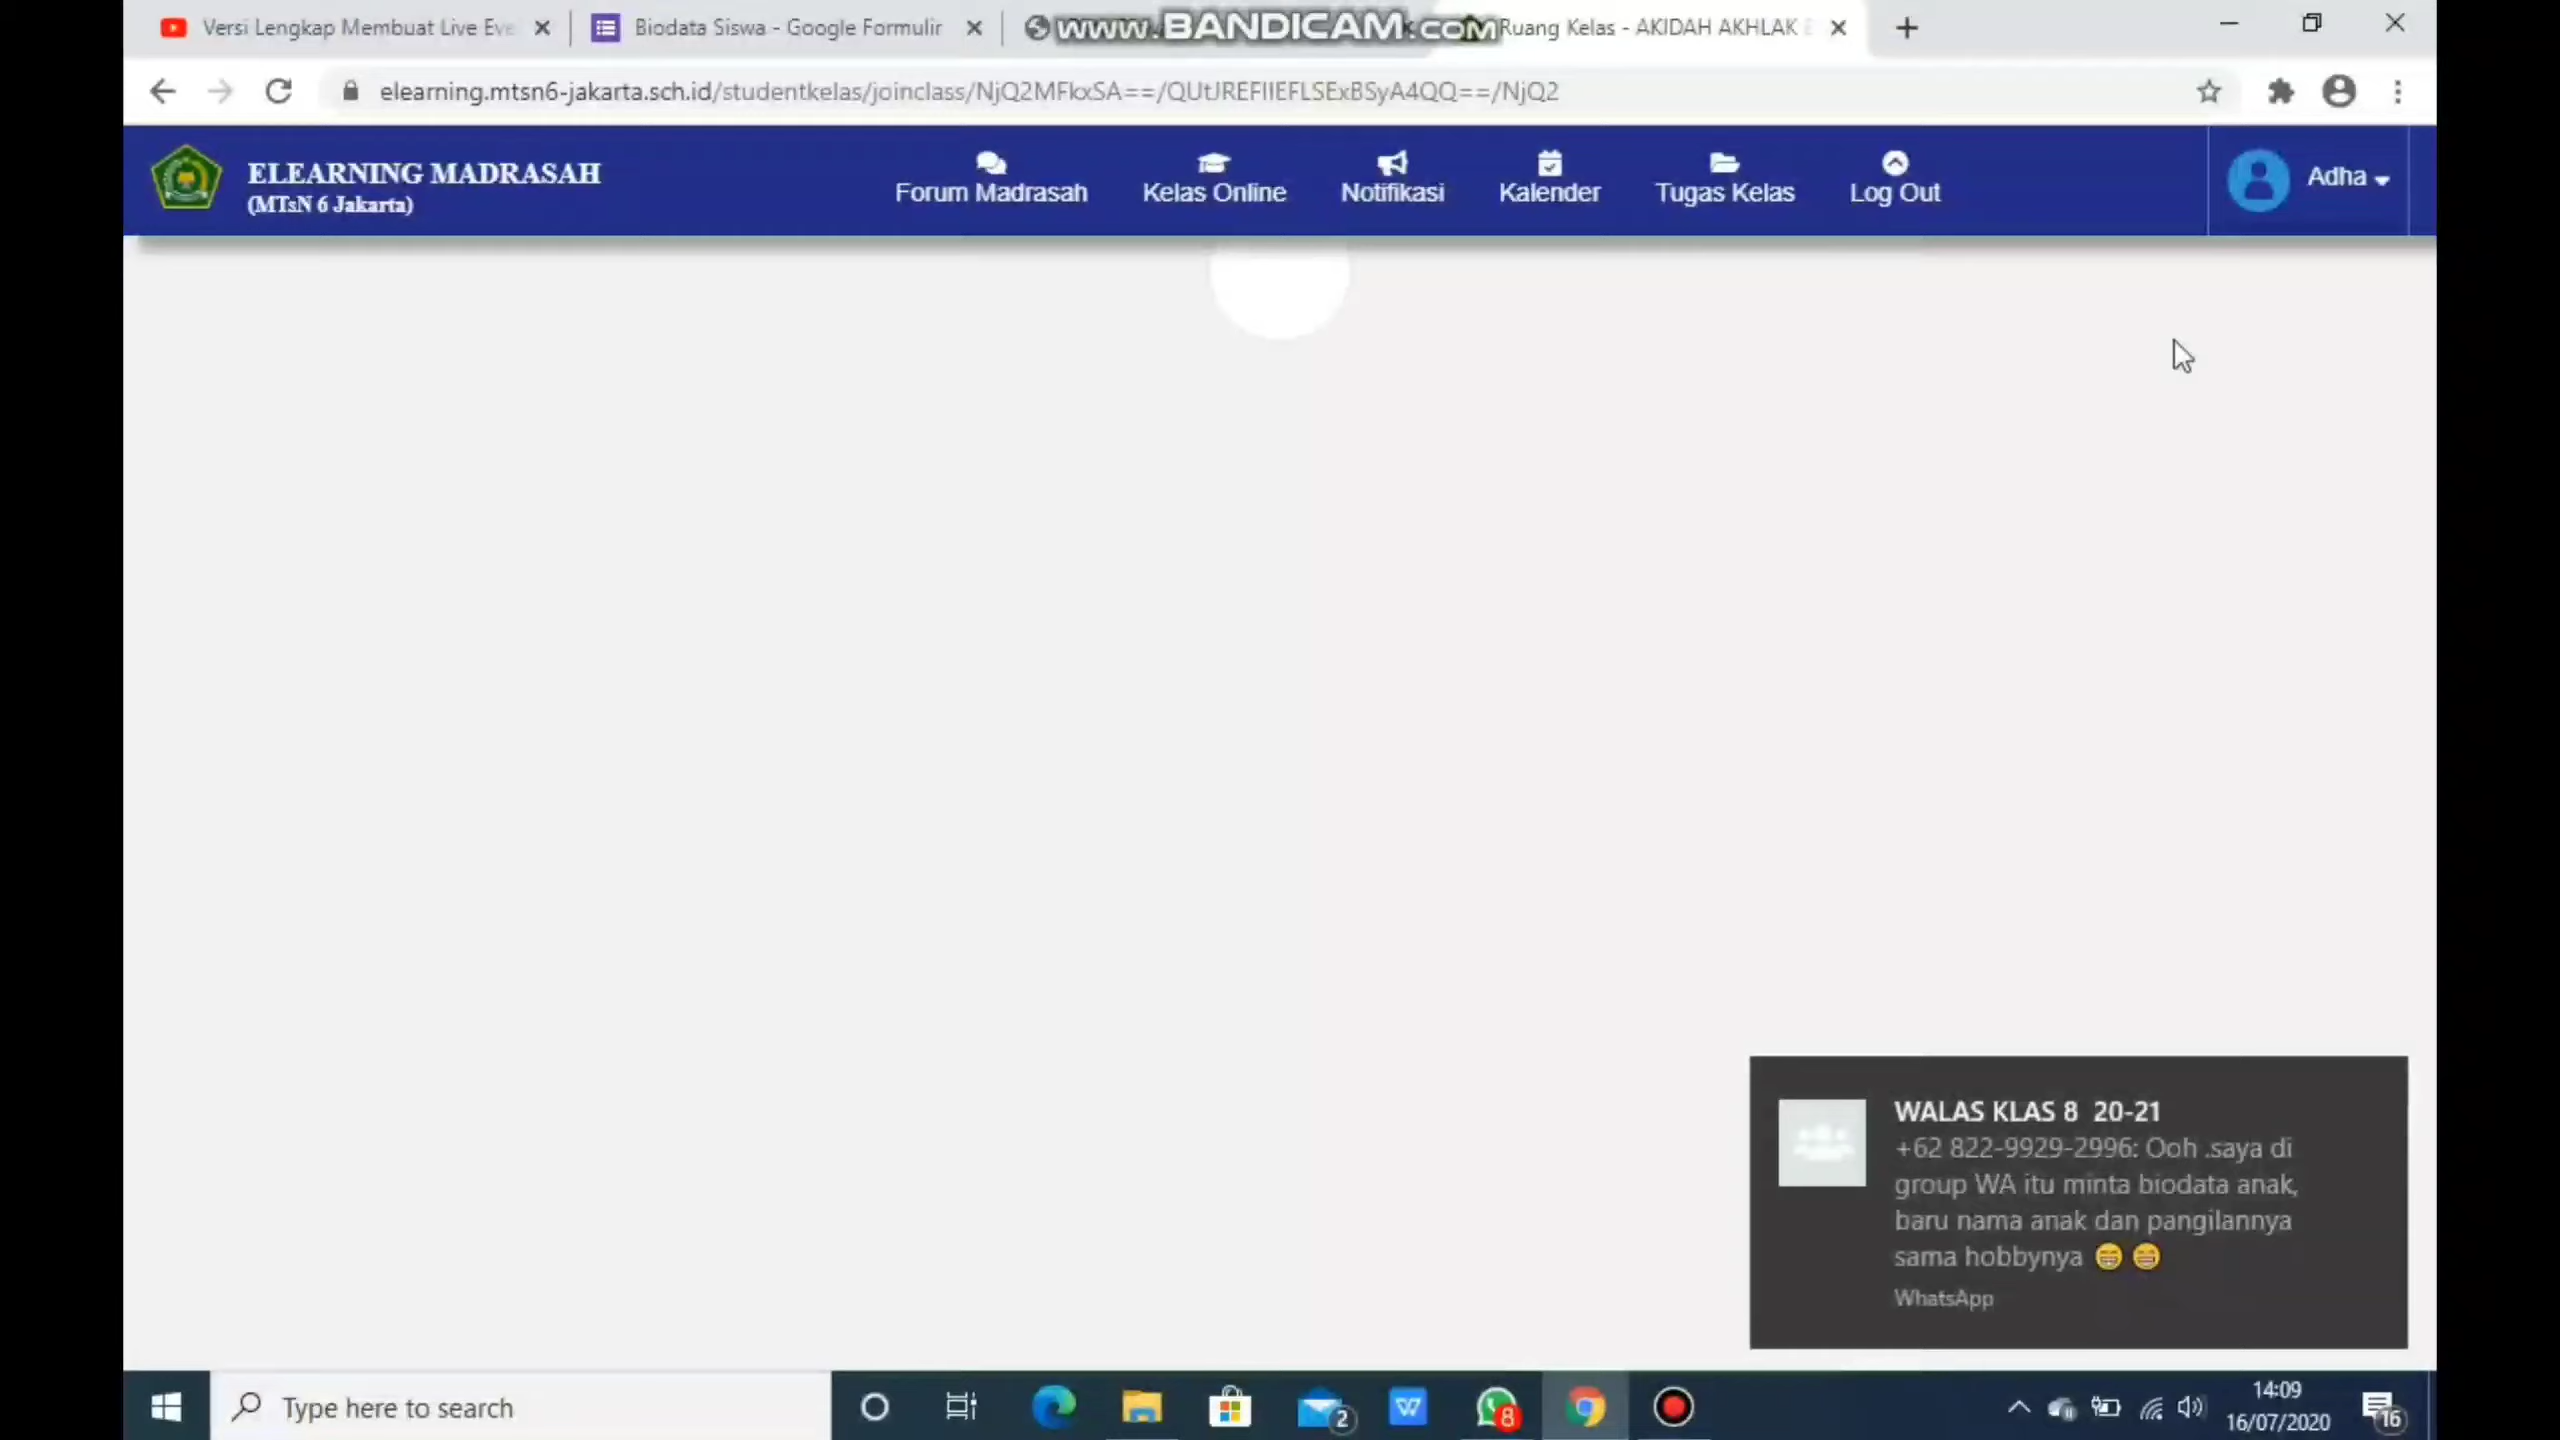 Versi Lengkap Membuat Live Eve
Biodata Siswa - Google Formulir
www.BANDICAM.com
Ruang Kelas - AKIDAH AKHLAK
elearning.mtsn6-jakarta.sch.id/studentkelas/joinclass/NjQ2MFkxSA==/QUtJREFIIEFLSExBSyA4QQ==/NjQ2
ELEARNING MADRASAH
(MTsN 6 Jakarta)
Forum Madrasah
Kelas Online
Notifikasi
Kalender
Tugas Kelas
Log Out
Adha
WALAS KLAS 8 20-21
+62 822-9929-2996: Ooh .saya di
group WA itu minta biodata anak,
baru nama anak dan pangilannya
sama hobbynya 😁 😁
WhatsApp
Type here to search
2
8
14:09
16/07/2020
16